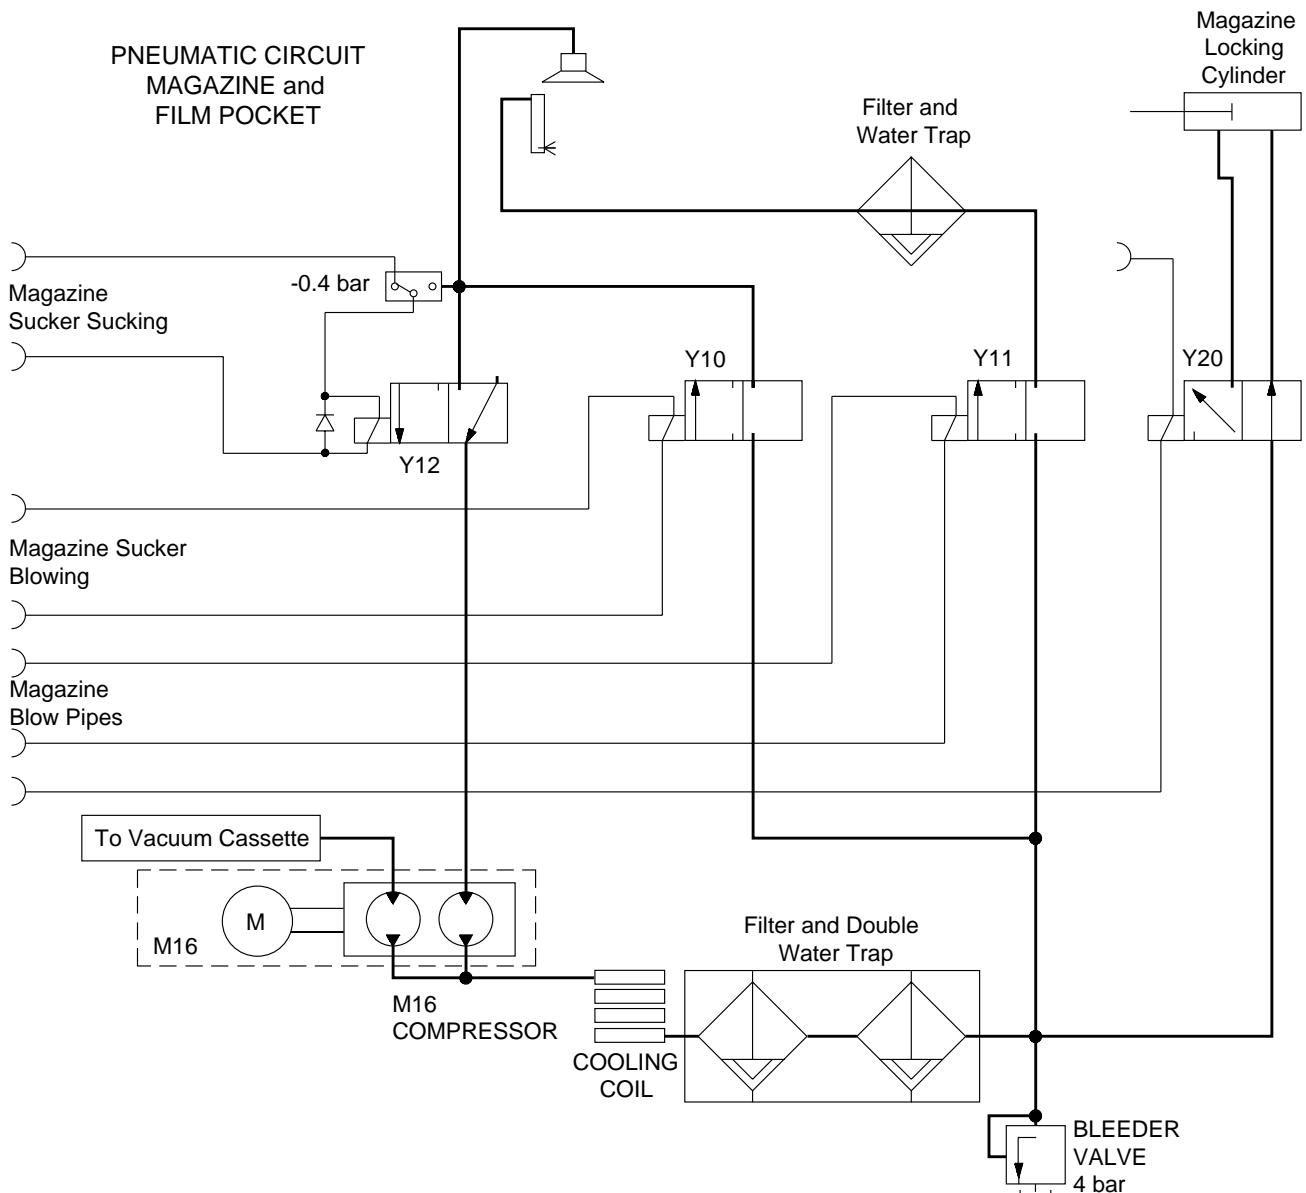 PNEUMATIC CIRCUIT
MAGAZINE and
FILM POCKET
Magazine
Locking
Cylinder
Filter and
Water Trap
-0.4 bar
Magazine
Sucker Sucking
Y10
Y11
Y20
Y12
Magazine Sucker
Blowing
Magazine
Blow Pipes
To Vacuum Cassette
M
M16
Filter and Double
Water Trap
M16
COMPRESSOR
COOLING
COIL
BLEEDER
VALVE
4 bar